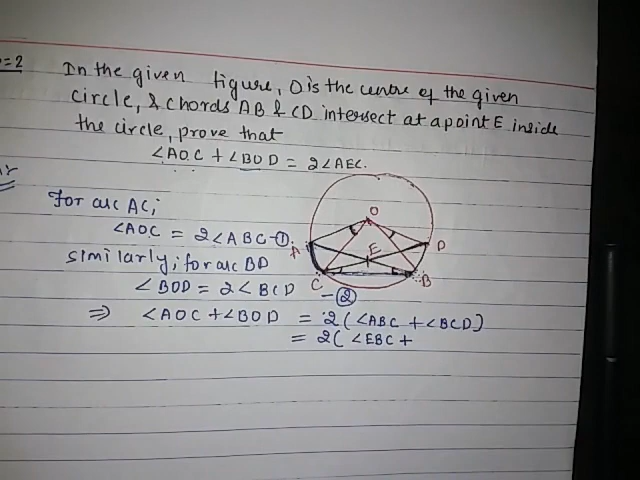 =2 In the given figure, O is the centre of the given
circle, & chords AB & CD intersect at a point E inside
the circle, prove that
∠AOC + ∠BOD = 2∠AEC.
For arc AC;
∠AOC = 2∠ABC - ①
similarly; for arc BD
∠BOD = 2∠BCD - ②
⇒ ∠AOC + ∠BOD = 2(∠ABC + ∠BCD)
= 2(∠EBC +
O
A
E
D
C
B